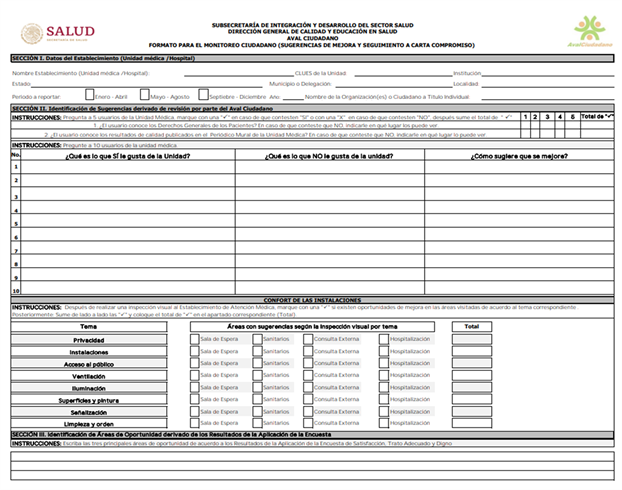 SALUD
SECRETARÍA DE SALUD
SUBSECRETARÍA DE INTEGRACIÓN Y DESARROLLO DEL SECTOR SALUD
DIRECCIÓN GENERAL DE CALIDAD Y EDUCACIÓN EN SALUD
AVAL CIUDADANO
FORMATO PARA EL MONITOREO CIUDADANO (SUGERENCIAS DE MEJORA Y SEGUIMIENTO A CARTA COMPROMISO)
AvalCiudadano
SECCIÓN I. Datos del Establecimiento (Unidad médica /Hospital)
Nombre Establecimiento (Unidad médica /Hospital): CLUES de la Unidad: Institución
Estado: Municipio o Delegación: Localidad:
Período a reportar: Enero - Abril Mayo - Agosto Septiebre - Diciembre Año: Nombre de la Organización(es) o Ciudadano a Título Individual:
SECCIÓN II. Identificación de Sugerencias derivado de revisión por parte del Aval Ciudadano
INSTRUCCIONES: Pregunta a 5 usuarios de la Unidad Médica, marque con una "✓" en caso de que contesten "SI" o con una "X" en caso de que contesten "NO", después sume el total de "✓" 1 2 3 4 5 Total de "✓"
1. ¿El usuario conoce los Derechos Generales de los Pacientes? En caso de que conteste que NO, indicarle en qué lugar los puede ver.
2. ¿El usuario conoce los resultados de calidad publicados en el Periódico Mural de la Unidad Médica? En caso de que conteste que NO, indicarle en qué lugar lo puede ver.
INSTRUCCIONES: Pregunte a 10 usuarios de la unidad médica
No. ¿Qué es lo que SÍ le gusta de la Unidad? ¿Qué es lo que NO le gusta de la unidad? ¿Cómo sugiere que se mejore?
1
2
3
4
5
6
7
8
9
10
CONFORT DE LAS INSTALACIONES
INSTRUCCIONES: Después de realizar una inspección visual al Establecimiento de Atención Médica, marque con una "✓" si existen oportunidades de mejora en las áreas visitadas de acuerdo al tema correspondiente.
Posteriormente: Sume de lado a lado las "✓" y coloque el total de "✓" en el apartado correspondiente (Total).
Tema Áreas con sugerencias según la inspección visual por tema Total
Privacidad Sala de Espera Sanitarios Consulta Externa Hospitalización
Instalaciones Sala de Espera Sanitarios Consulta Externa Hospitalización
Acceso al público Sala de Espera Sanitarios Consulta Externa Hospitalización
Ventilación Sala de Espera Sanitarios Consulta Externa Hospitalización
Iluminación Sala de Espera Sanitarios Consulta Externa Hospitalización
Superficies y pintura Sala de Espera Sanitarios Consulta Externa Hospitalización
Señalización Sala de Espera Sanitarios Consulta Externa Hospitalización
Limpieza y orden Sala de Espera Sanitarios Consulta Externa Hospitalización
SECCIÓN III. Identificación de Áreas de Oportunidad derivado de los Resultados de la Aplicación de la Encuesta
INSTRUCCIONES: Escriba las tres principales áreas de oportunidad de acuerdo a los Resultados de la Aplicación de la Encuesta de Satisfacción, Trato Adecuado y Digno.